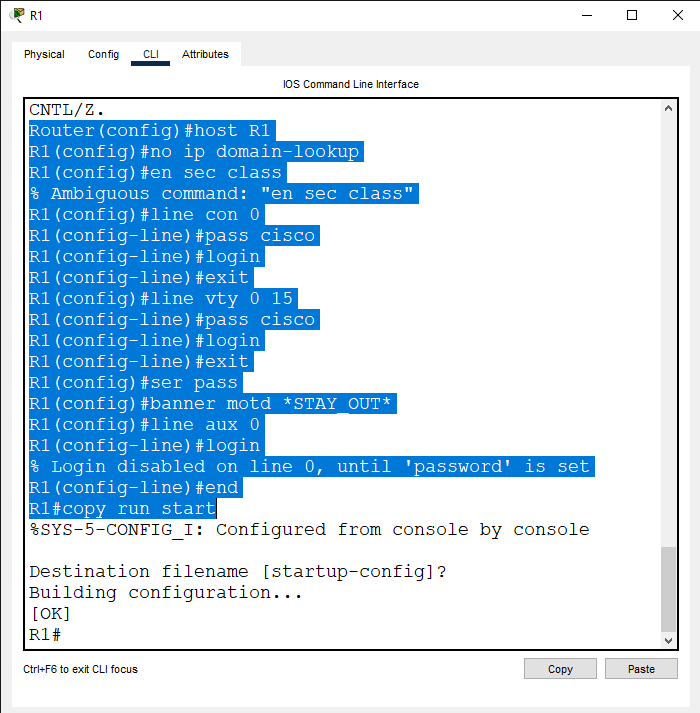 R1
Physical Config CLI Attributes
IOS Command Line Interface
CNTL/Z.
Router(config)#host R1
R1(config)#no ip domain-lookup
R1(config)#en sec class
% Ambiguous command: "en sec class"
R1(config)#line con 0
R1(config-line)#pass cisco
R1(config-line)#login
R1(config-line)#exit
R1(config)#line vty 0 15
R1(config-line)#pass cisco
R1(config-line)#login
R1(config-line)#exit
R1(config)#ser pass
R1(config)#banner motd *STAY_OUT*
R1(config)#line aux 0
R1(config-line)#login
% Login disabled on line 0, until 'password' is set
R1(config-line)#end
R1#copy run start
%SYS-5-CONFIG_I: Configured from console by console
Destination filename [startup-config]?
Building configuration...
[OK]
R1#
Ctrl+F6 to exit CLI focus
Copy Paste